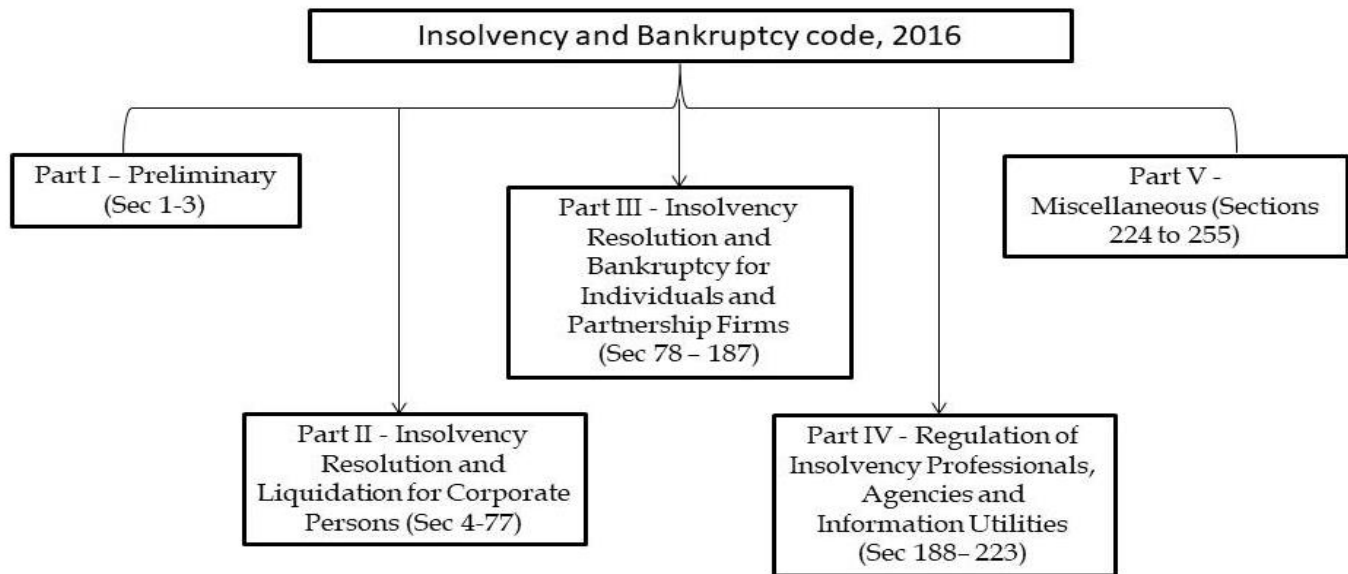 Insolvency and Bankruptcy code, 2016
Part I – Preliminary
(Sec 1-3)
Part II - Insolvency
Resolution and
Liquidation for Corporate
Persons (Sec 4-77)
Part III - Insolvency
Resolution and
Bankruptcy for
Individuals and
Partnership Firms
(Sec 78 – 187)
Part IV - Regulation of
Insolvency Professionals,
Agencies and
Information Utilities
(Sec 188– 223)
Part V -
Miscellaneous (Sections
224 to 255)